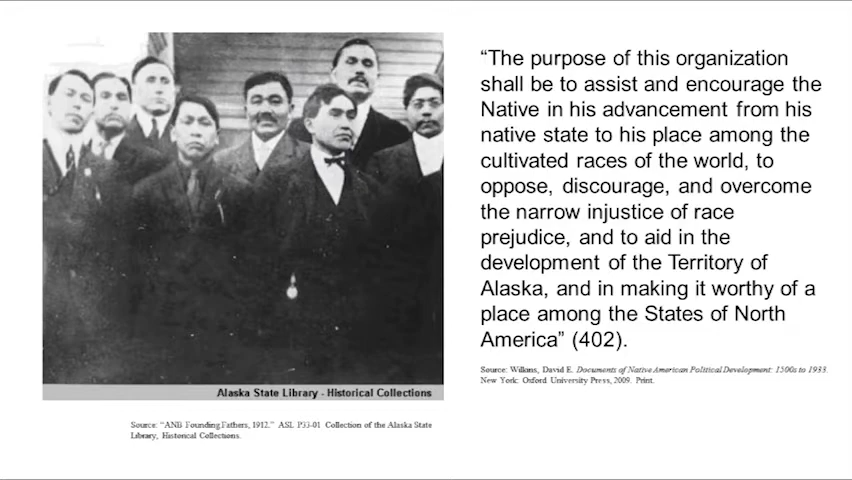 “The purpose of this organization
shall be to assist and encourage the
Native in his advancement from his
native state to his place among the
cultivated races of the world, to
oppose, discourage, and overcome
the narrow injustice of race
prejudice, and to aid in the
development of the Territory of
Alaska, and in making it worthy of a
place among the States of North
America” (402).
Source: Wilkins, David E. Documents of Native American Political Development: 1500s to 1933.
New York: Oxford University Press, 2009. Print.
Alaska State Library - Historical Collections
Source: “ANB Founding Fathers, 1912.” ASL P33-01 Collection of the Alaska State
Library, Historical Collections.